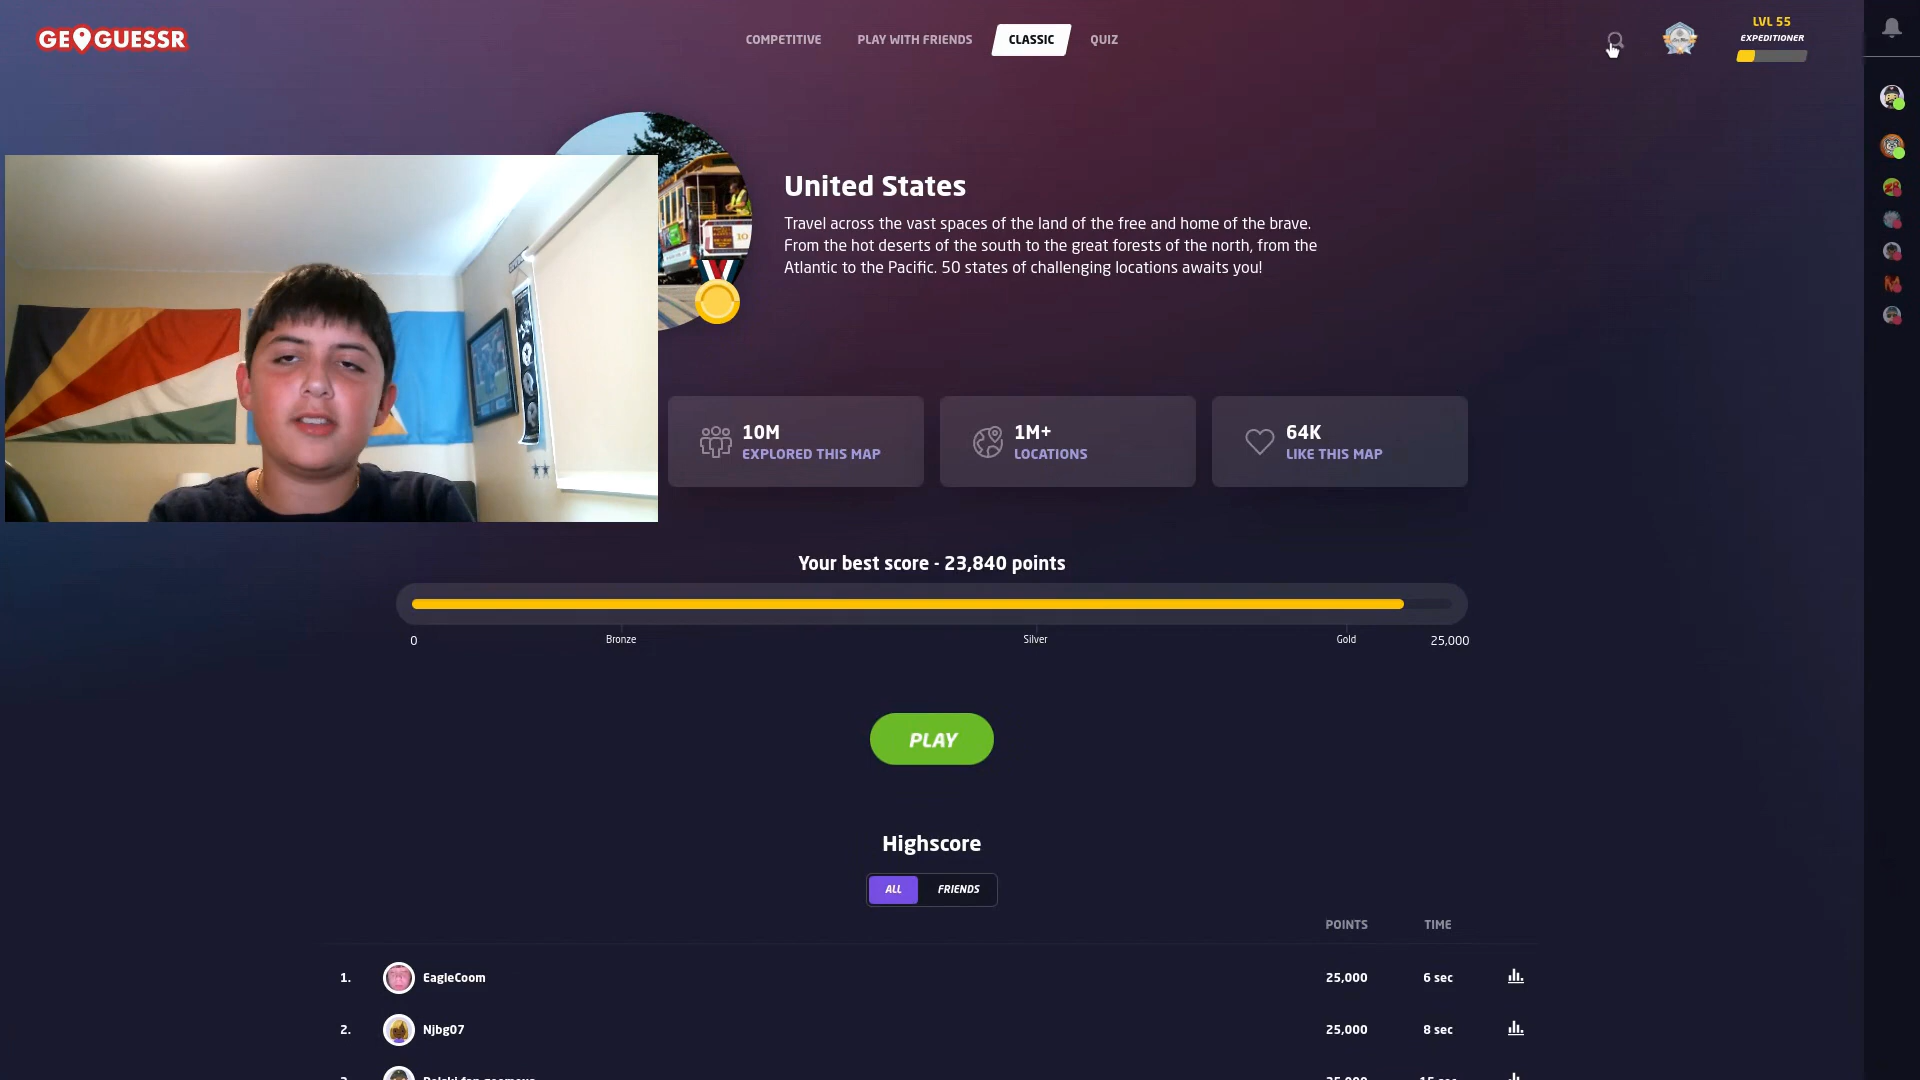 GEOGUESSR
COMPETITIVE
PLAY WITH FRIENDS
CLASSIC
QUIZ
LVL 55
EXPEDITIONER
United States
Travel across the vast spaces of the land of the free and home of the brave.
From the hot deserts of the south to the great forests of the north, from the
Atlantic to the Pacific. 50 states of challenging locations awaits you!
10
10M
EXPLORED THIS MAP
1M+
LOCATIONS
64K
LIKE THIS MAP
Your best score - 23,840 points
0
Bronze
Silver
Gold
25,000
PLAY
Highscore
ALL
FRIENDS
POINTS
TIME
1.
EagleCoom
25,000
6 sec
2.
Njbg07
25,000
8 sec